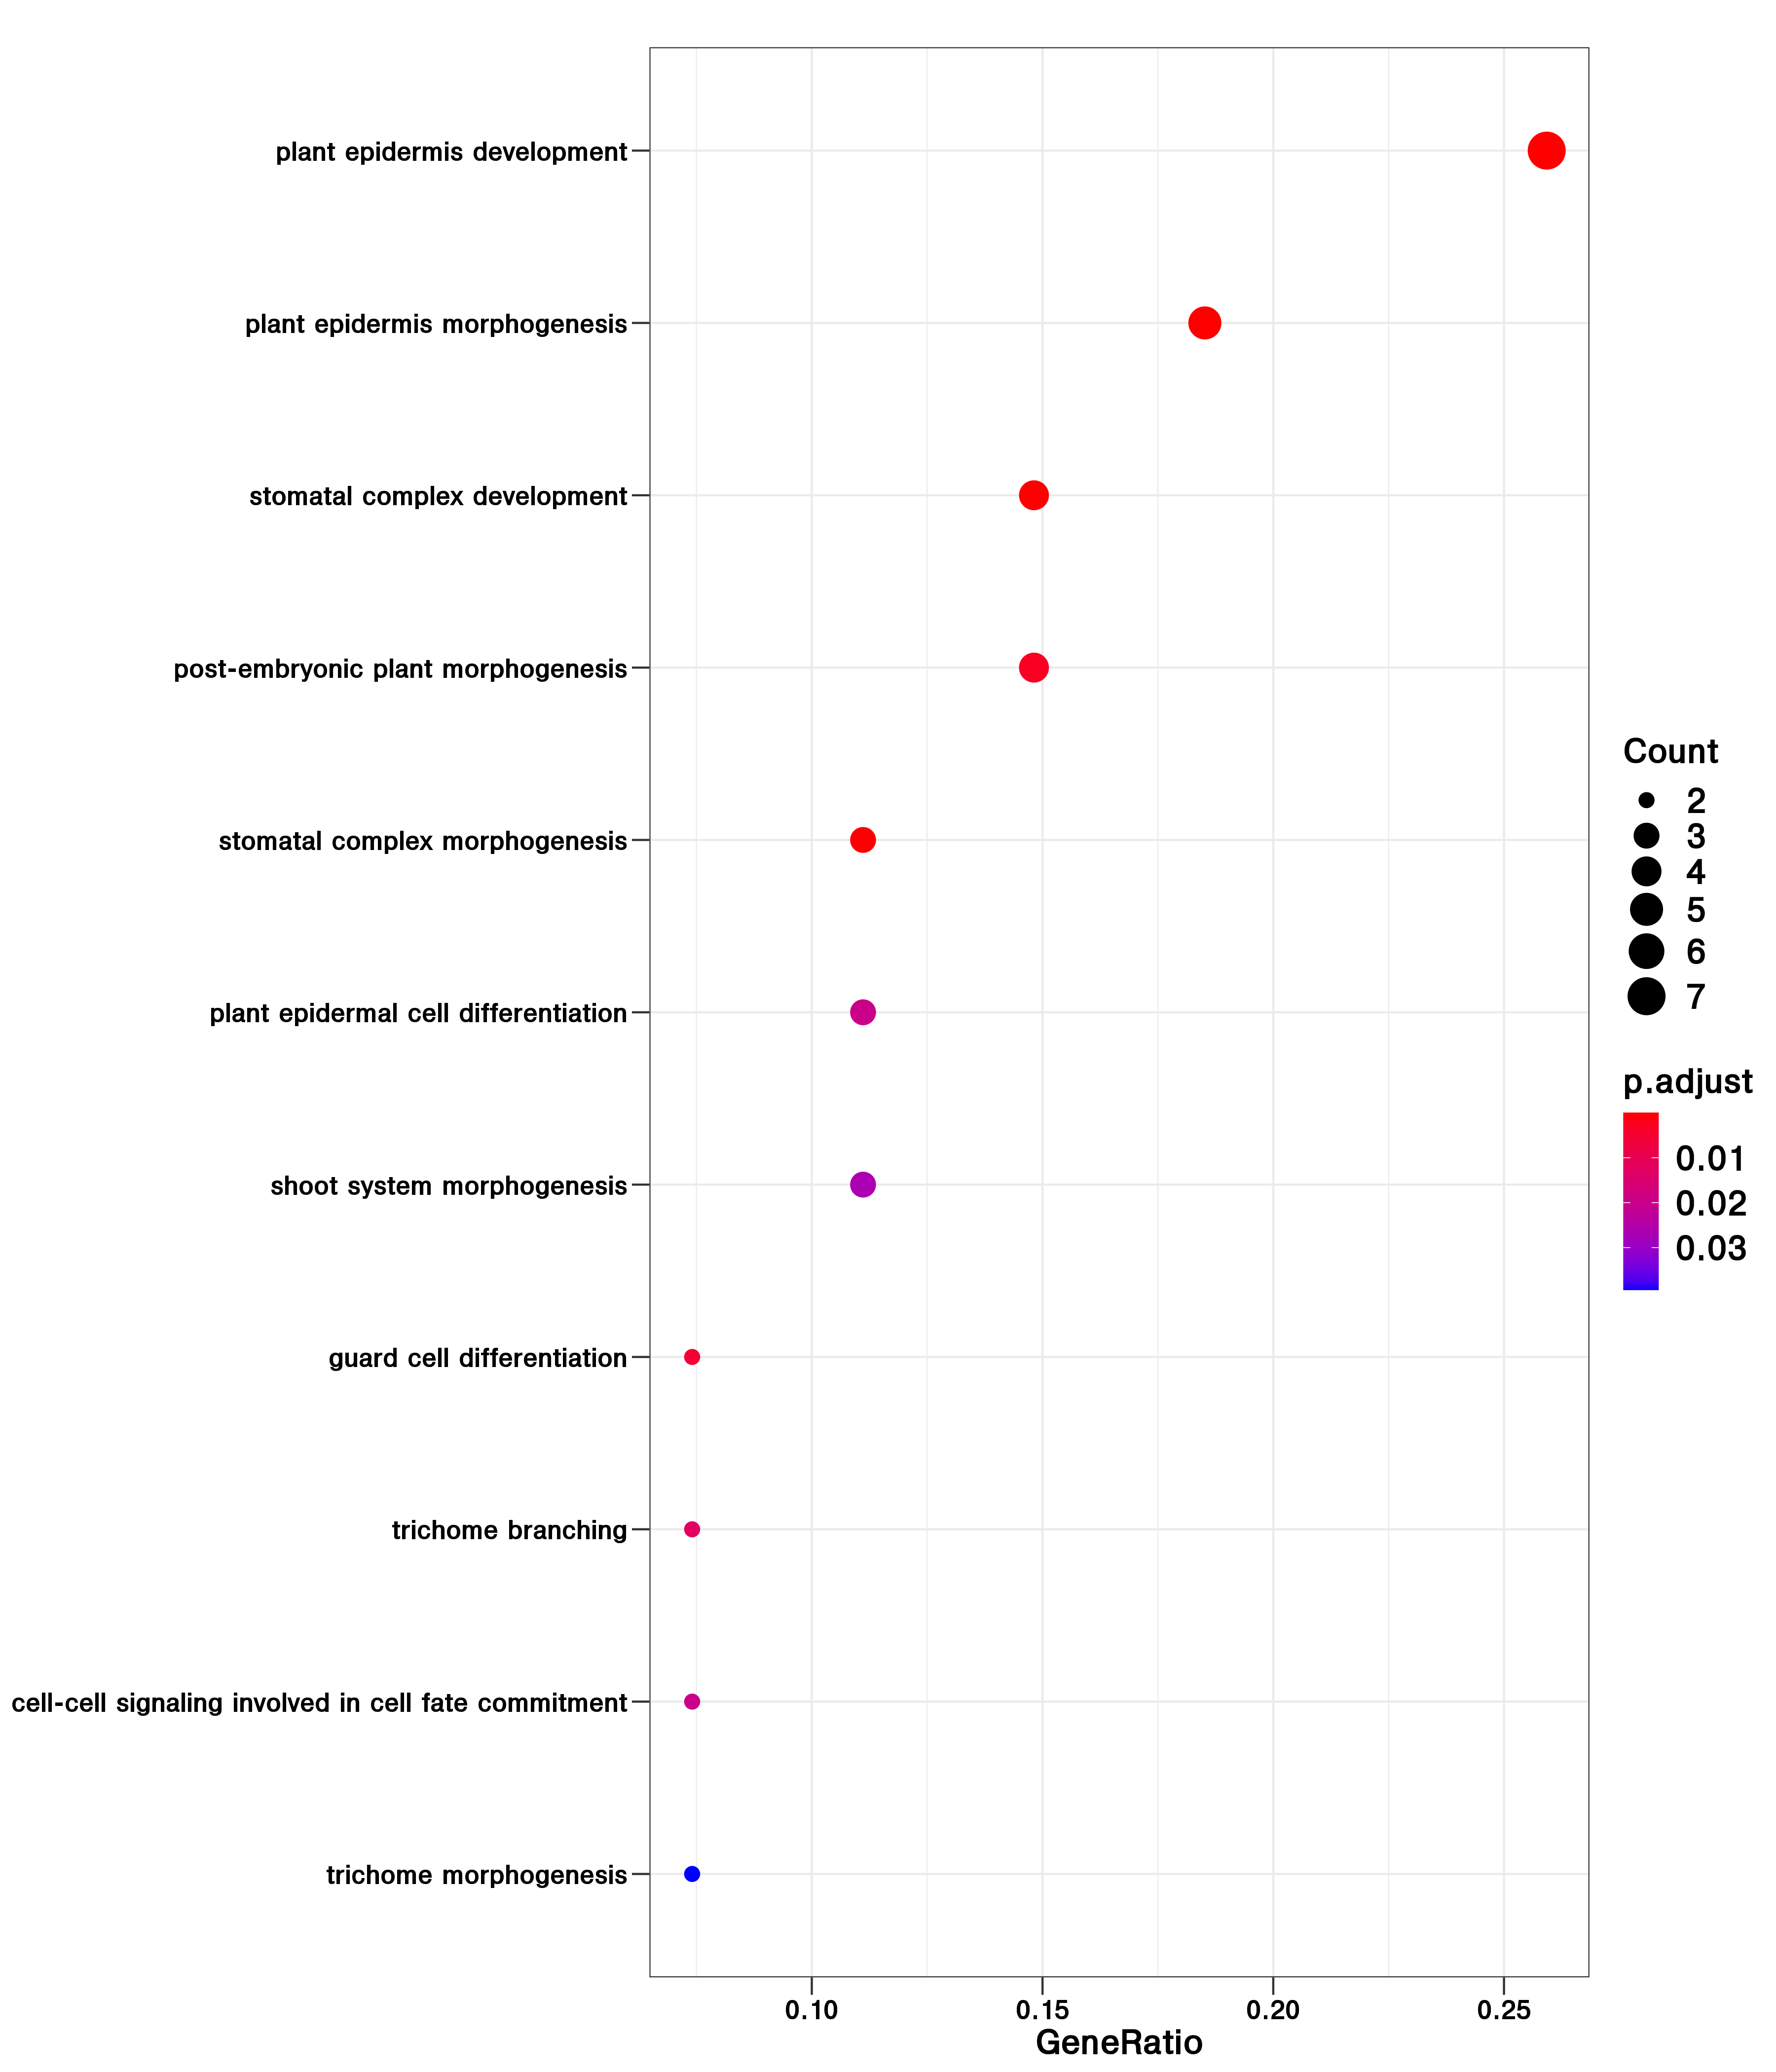 plant epidermis development
plant epidermis morphogenesis
stomatal complex development
post-embryonic plant morphogenesis
stomatal complex morphogenesis
plant epidermal cell differentiation
shoot system morphogenesis
guard cell differentiation
trichome branching
cell-cell signaling involved in cell fate commitment
trichome morphogenesis
0.10 0.15 0.20 0.25
GeneRatio
Count
2
3
4
5
6
7
p.adjust
0.01
0.02
0.03